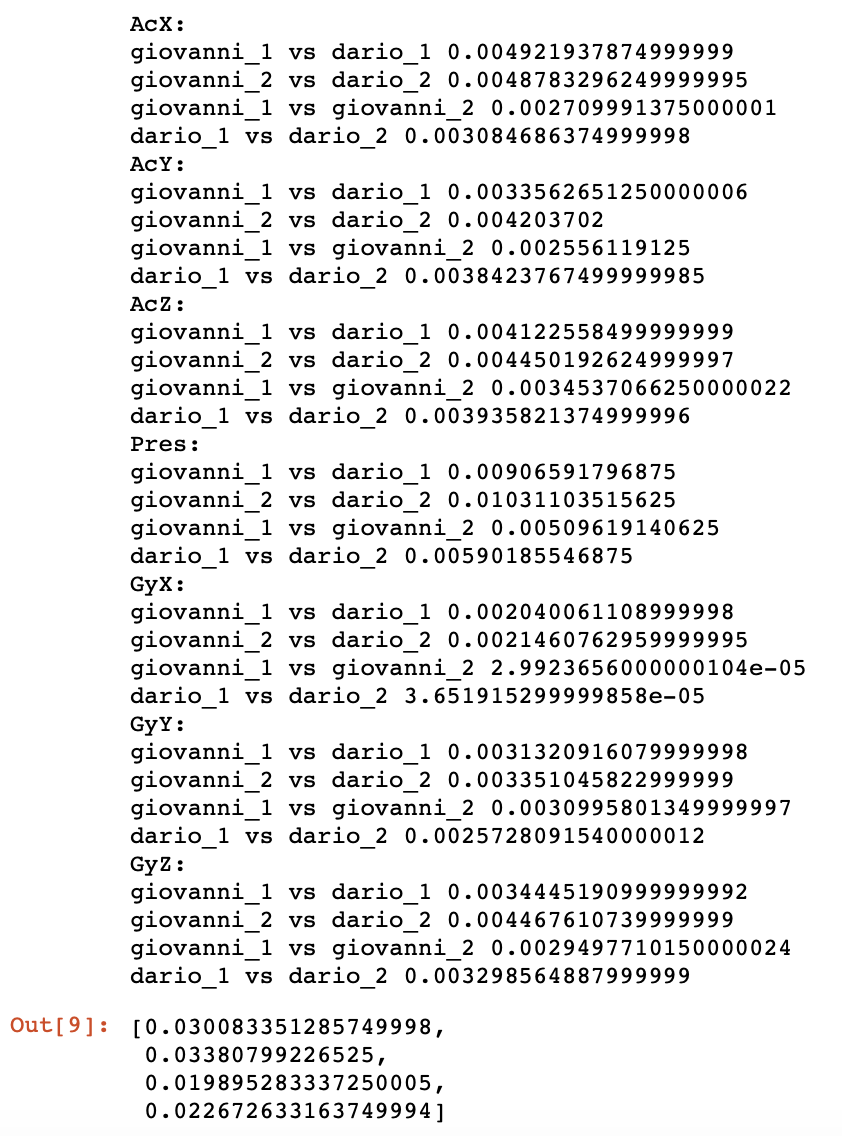 AcX:
giovanni_1 vs dario_1 0.004921937874999999
giovanni_2 vs dario_2 0.0048783296249999995
giovanni_1 vs giovanni_2 0.002709991375000001
dario_1 vs dario_2 0.003084686374999998
AcY:
giovanni_1 vs dario_1 0.0033562651250000006
giovanni_2 vs dario_2 0.004203702
giovanni_1 vs giovanni_2 0.002556119125
dario_1 vs dario_2 0.0038423767499999985
AcZ:
giovanni_1 vs dario_1 0.004122558499999999
giovanni_2 vs dario_2 0.004450192624999997
giovanni_1 vs giovanni_2 0.0034537066250000022
dario_1 vs dario_2 0.003935821374999996
Pres:
giovanni_1 vs dario_1 0.00906591796875
giovanni_2 vs dario_2 0.01031103515625
giovanni_1 vs giovanni_2 0.00509619140625
dario_1 vs dario_2 0.00590185546875
GyX:
giovanni_1 vs dario_1 0.002040061108999998
giovanni_2 vs dario_2 0.0021460762959999995
giovanni_1 vs giovanni_2 2.9923656000000104e-05
dario_1 vs dario_2 3.651915299999858e-05
GyY:
giovanni_1 vs dario_1 0.0031320916079999998
giovanni_2 vs dario_2 0.003351045822999999
giovanni_1 vs giovanni_2 0.0030995801349999997
dario_1 vs dario_2 0.0025728091540000012
GyZ:
giovanni_1 vs dario_1 0.0034445190999999992
giovanni_2 vs dario_2 0.004467610739999999
giovanni_1 vs giovanni_2 0.0029497710150000024
dario_1 vs dario_2 0.003298564887999999
Out[9]: [0.030083351285749998,
0.03380799226525,
0.019895283337250005,
0.022672633163749994]